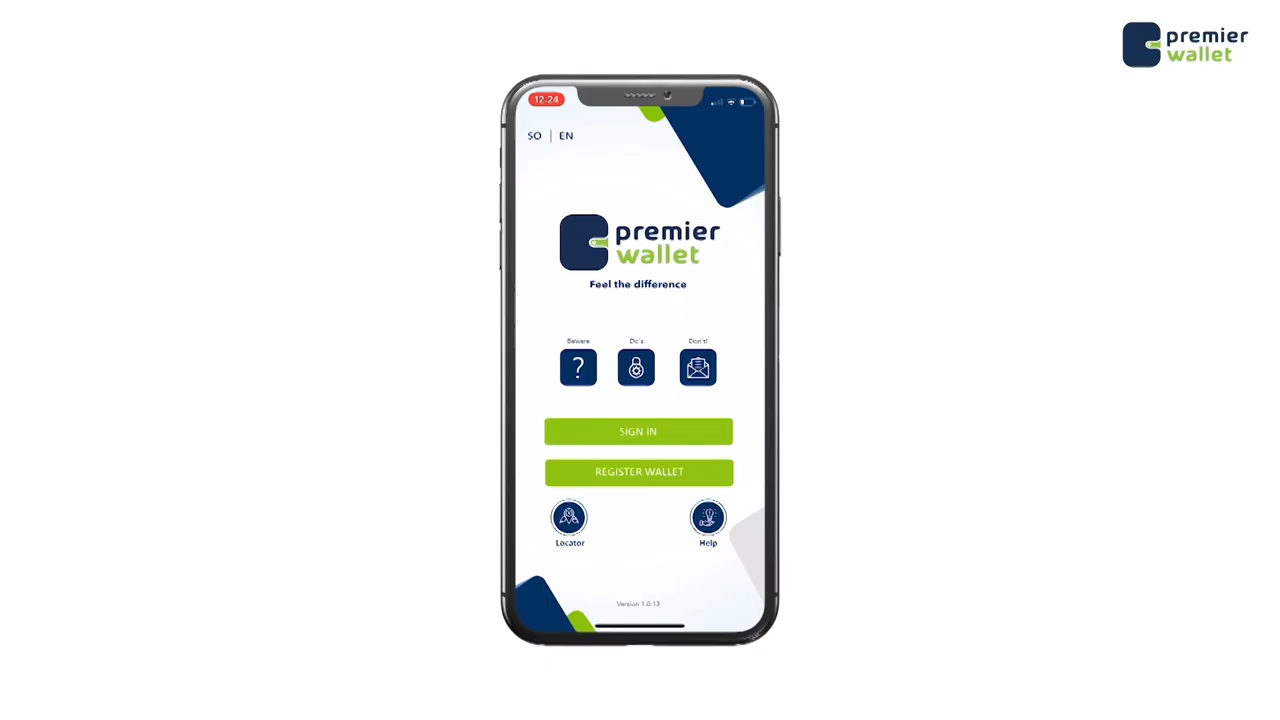 premier
wallet
12:24
SO | EN
premier
wallet
Feel the difference
Beware
Do's
Don't!
SIGN IN
REGISTER WALLET
Locator
Help
Version 1.0.13